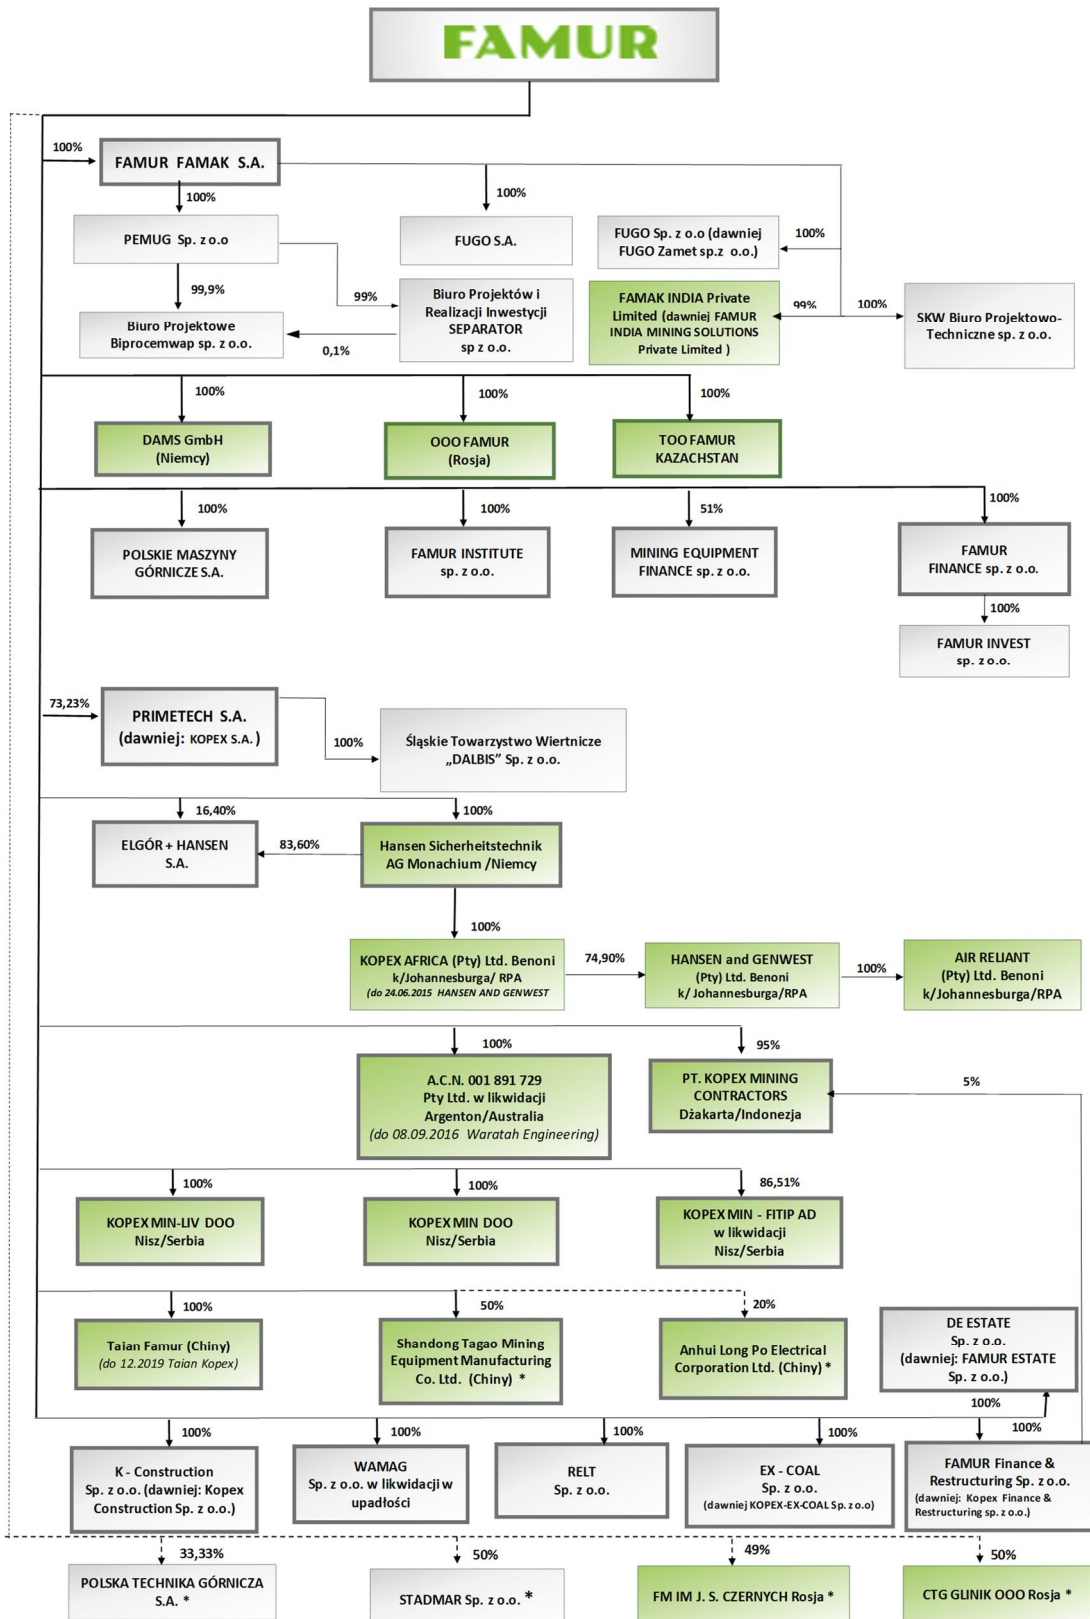 FAMUR
100%
FAMUR FAMAK S.A.
100%
100%
PEMUG Sp. z o.o
FUGO S.A.
FUGO Sp. z o.o (dawniej
FUGO Zamet sp.z o.o.)
100%
99,9%
99%
Biuro Projektów i
Realizacji Inwestycji
SEPARATOR
sp z o.o.
FAMAK INDIA Private
Limited (dawniej FAMUR
INDIA MINING SOLUTIONS
Private Limited )
99%
100%
SKW Biuro Projektowo-
Techniczne sp. z o.o.
Biuro Projektowe
Biprocemwap sp. z o.o.
0,1%
100%
100%
100%
DAMS GmbH
(Niemcy)
OOO FAMUR
(Rosja)
TOO FAMUR
KAZACHSTAN
100%
100%
51%
100%
POLSKIE MASZYNY
GÓRNICZE S.A.
FAMUR INSTITUTE
sp. z o.o.
MINING EQUIPMENT
FINANCE sp. z o.o.
FAMUR
FINANCE sp. z o.o.
100%
FAMUR INVEST
sp. z o.o.
73,23%
PRIMETECH S.A.
(dawniej: KOPEX S.A. )
100%
Śląskie Towarzystwo Wiertnicze
„DALBIS” Sp. z o.o.
16,40%
100%
ELGÓR + HANSEN
S.A.
83,60%
Hansen Sicherheitstechnik
AG Monachium /Niemcy
100%
KOPEX AFRICA (Pty) Ltd. Benoni
k/Johannesburga/ RPA
(do 24.06.2015 HANSEN AND GENWEST
74,90%
HANSEN and GENWEST
(Pty) Ltd. Benoni
k/Johannesburga/RPA
100%
AIR RELIANT
(Pty) Ltd. Benoni
k/Johannesburga/RPA
100%
95%
A.C.N. 001 891 729
Pty Ltd. w likwidacji
Argenton/Australia
(do 08.09.2016 Waratah Engineering)
PT. KOPEX MINING
CONTRACTORS
Dżakarta/Indonezja
5%
100%
100%
86,51%
KOPEX MIN-LIV DOO
Nisz/Serbia
KOPEX MIN DOO
Nisz/Serbia
KOPEX MIN - FITIP AD
w likwidacji
Nisz/Serbia
100%
50%
20%
Taian Famur (Chiny)
(do 12.2019 Taian Kopex)
Shandong Tagao Mining
Equipment Manufacturing
Co. Ltd. (Chiny) *
Anhui Long Po Electrical
Corporation Ltd. (Chiny) *
DE ESTATE
Sp. z o.o.
(dawniej: FAMUR ESTATE
Sp. z o.o.)
100%
100%
100%
100%
100%
100%
K - Construction
Sp. z o.o. (dawniej: Kopex
Construction Sp. z o.o.)
WAMAG
Sp. z o.o. w likwidacji w
upadłości
RELT
Sp. z o.o.
EX - COAL
Sp. z o.o.
(dawniej KOPEX-EX-COAL Sp. z o.o)
FAMUR Finance &
Restructuring Sp. z o.o.
(dawniej: Kopex Finance &
Restructuring sp. z o.o.)
33,33%
50%
49%
50%
POLSKA TECHNIKA GÓRNICZA
S.A. *
STADMAR Sp. z o.o. *
FM IM J. S. CZERNYCH Rosja *
CTG GLINIK OOO Rosja *